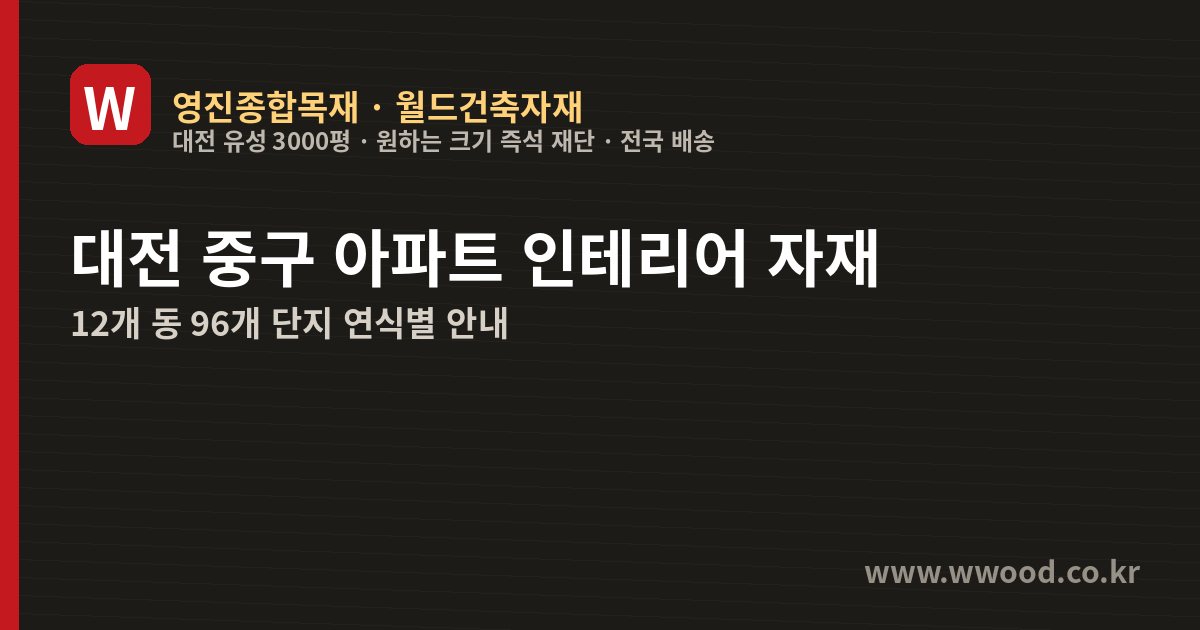 W
영진종합목재 · 월드건축자재
대전 유성 3000평 · 원하는 크기 즉석 재단 · 전국 배송
대전 중구 아파트 인테리어 자재
12개 동 96개 단지 연식별 안내
www.wwood.co.kr